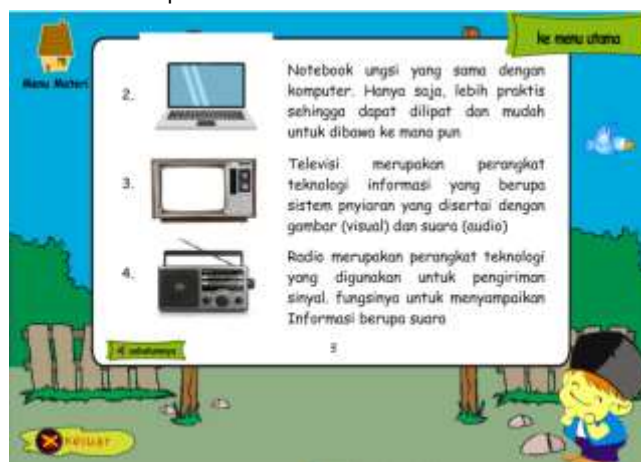 ke menu utama
Menu Materi
2.
Notebook ungsi yang sama dengan
komputer. Hanya saja, lebih praktis
sehingga dapat dilipat dan mudah
untuk dibawa ke mana pun
3.
Televisi merupakan perangkat
teknologi informasi yang berupa
sistem pnyiaran yang disertai dengan
gambar (visual) dan suara (audio)
4.
Radio merupakan perangkat teknologi
yang digunakan untuk pengiriman
sinyal. fungsinya untuk menyampaikan
Informasi berupa suara
sebelumnya
3
Keluar